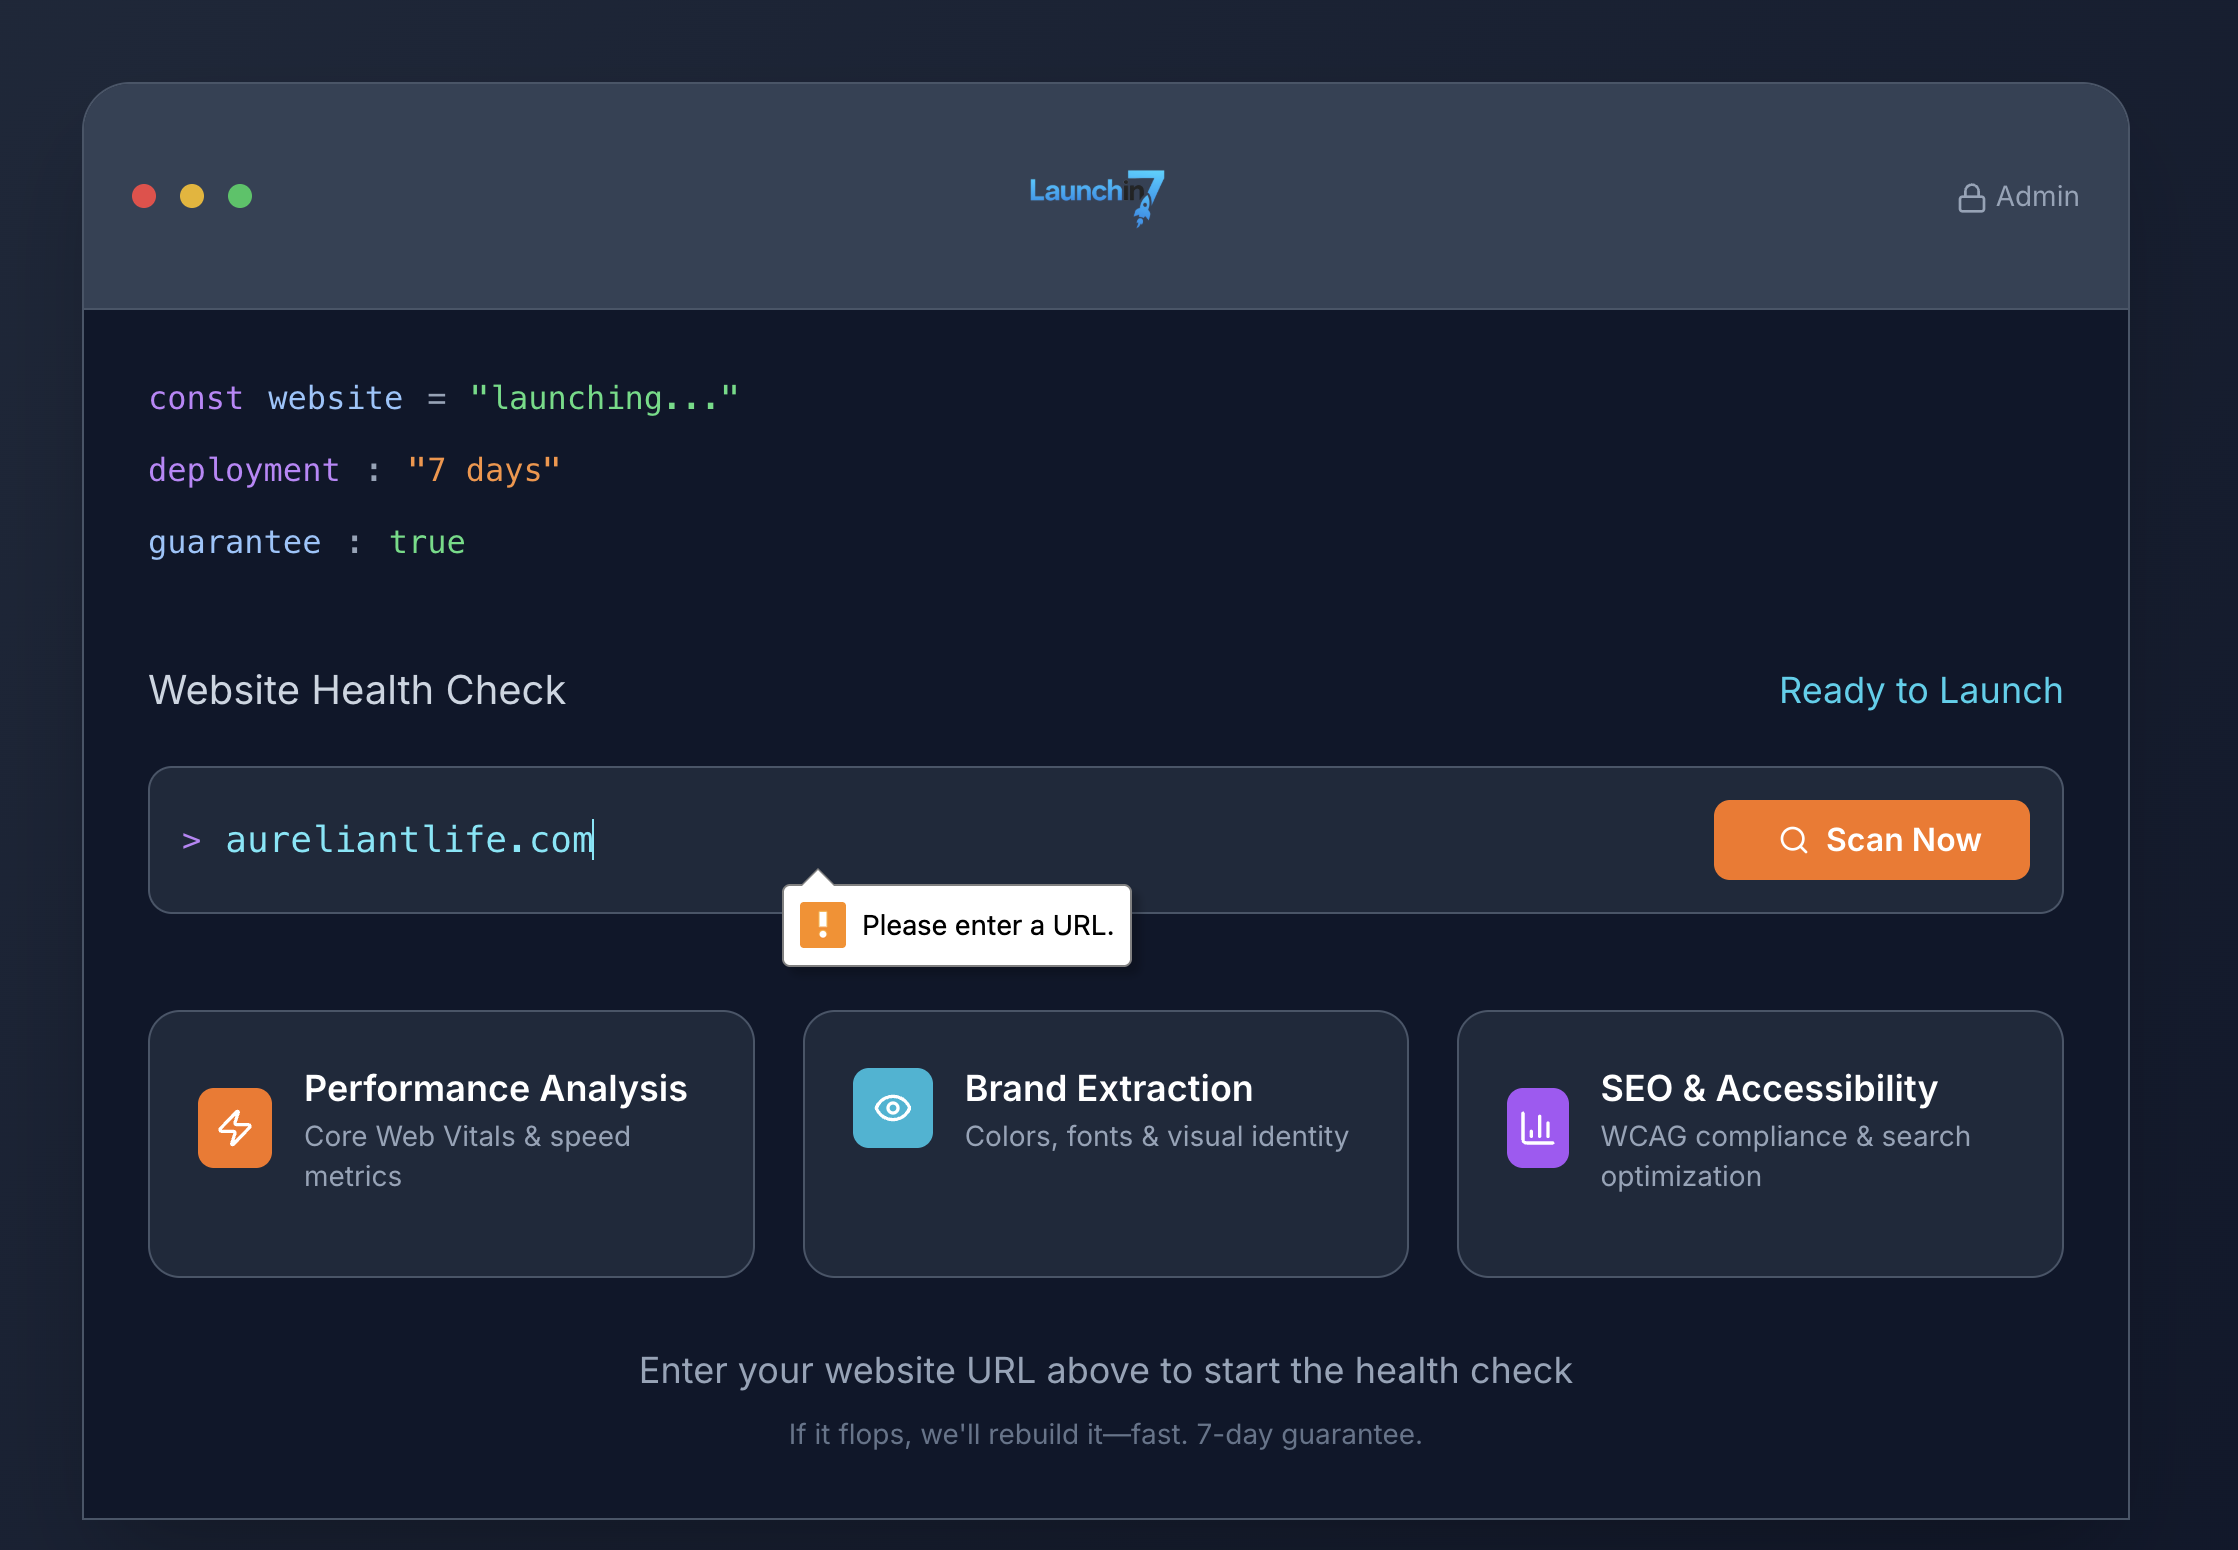 Launchin7
Admin
const website = "launching..."
deployment : "7 days"
guarantee : true
Website Health Check
Ready to Launch
> aureliantlife.com
Scan Now
Please enter a URL.
Performance Analysis
Core Web Vitals & speed
metrics
Brand Extraction
Colors, fonts & visual identity
SEO & Accessibility
WCAG compliance & search
optimization
Enter your website URL above to start the health check
If it flops, we'll rebuild it—fast. 7-day guarantee.